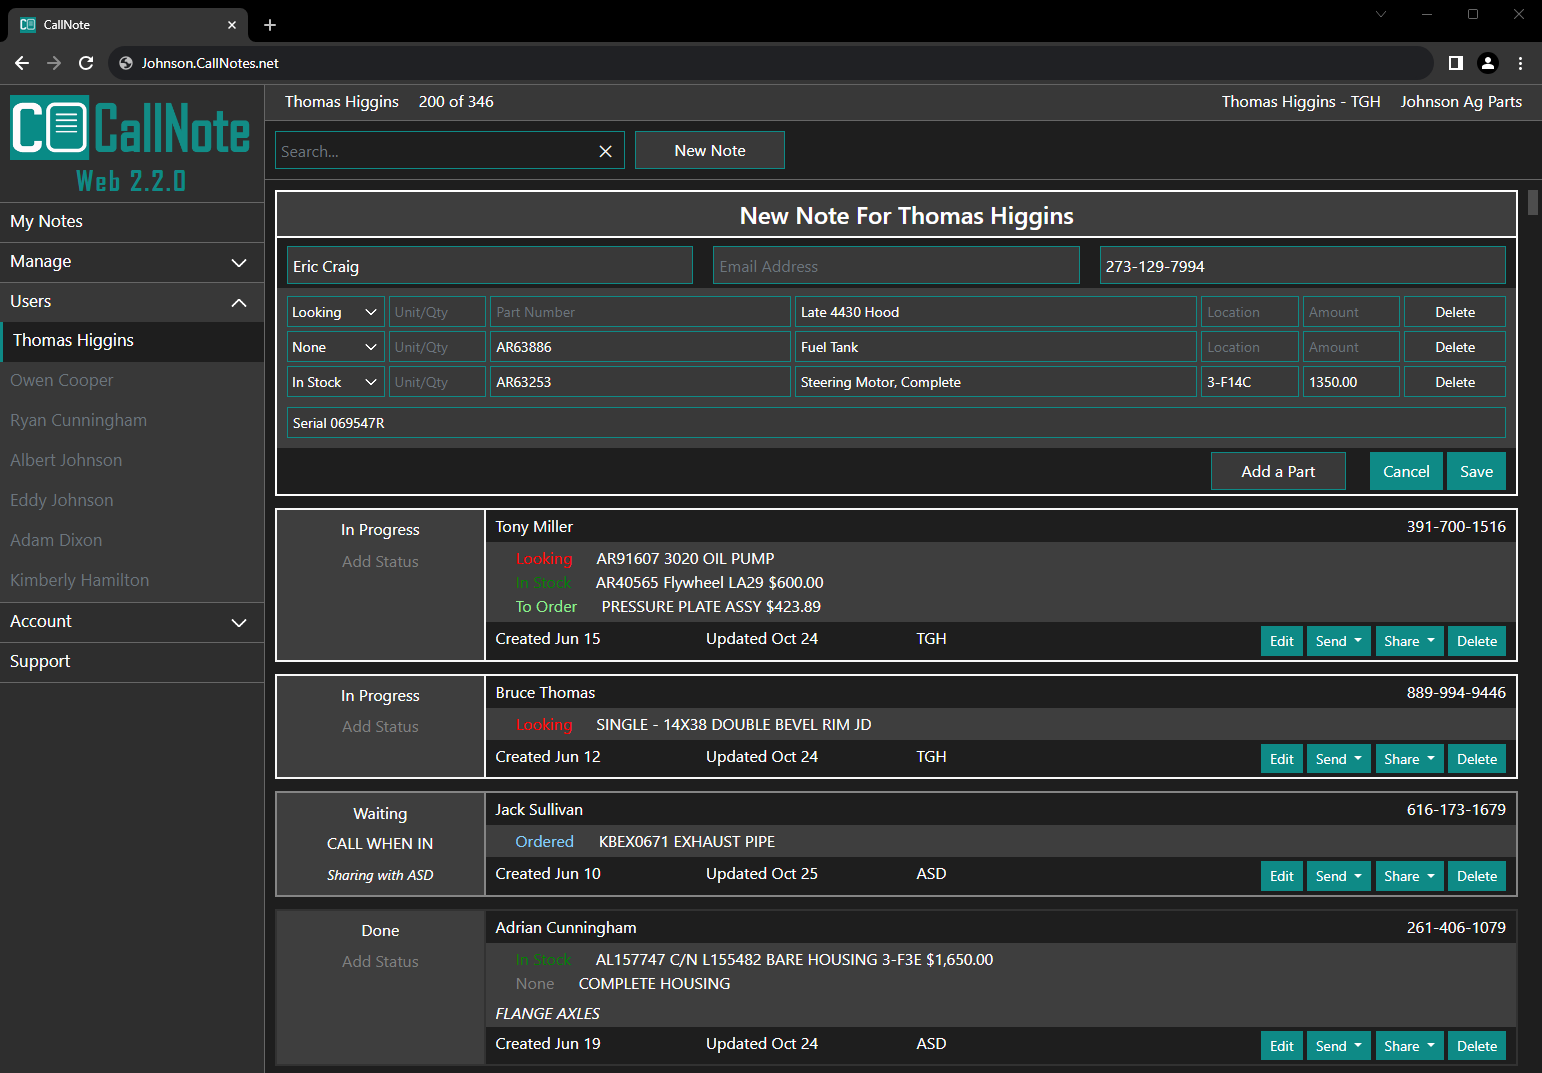 CallNote
Johnson.CallNotes.net
CallNote
Web 2.2.0
My Notes
Manage
Users
Thomas Higgins
Owen Cooper
Ryan Cunningham
Albert Johnson
Eddy Johnson
Adam Dixon
Kimberly Hamilton
Account
Support
Thomas Higgins 200 of 346 Thomas Higgins - TGH Johnson Ag Parts
Search... New Note
New Note For Thomas Higgins
Eric Craig Email Address 273-129-7994
Looking Unit/Qty Part Number Late 4430 Hood Location Amount Delete
None Unit/Qty AR63886 Fuel Tank Location Amount Delete
In Stock Unit/Qty AR63253 Steering Motor, Complete 3-F14C 1350.00 Delete
Serial 069547R
Add a Part Cancel Save
In Progress
Add Status
Tony Miller 391-700-1516
Looking AR91607 3020 OIL PUMP
In Stock AR40565 Flywheel LA29 $600.00
To Order PRESSURE PLATE ASSY $423.89
Created Jun 15 Updated Oct 24 TGH Edit Send Share Delete
In Progress
Add Status
Bruce Thomas 889-994-9446
Looking SINGLE - 14X38 DOUBLE BEVEL RIM JD
Created Jun 12 Updated Oct 24 TGH Edit Send Share Delete
Waiting
CALL WHEN IN
Sharing with ASD
Jack Sullivan 616-173-1679
Ordered KBEX0671 EXHAUST PIPE
Created Jun 10 Updated Oct 25 ASD Edit Send Share Delete
Done
Add Status
Adrian Cunningham 261-406-1079
In Stock AL157747 C/N L155482 BARE HOUSING 3-F3E $1,650.00
None COMPLETE HOUSING
FLANGE AXLES
Created Jun 19 Updated Oct 24 ASD Edit Send Share Delete